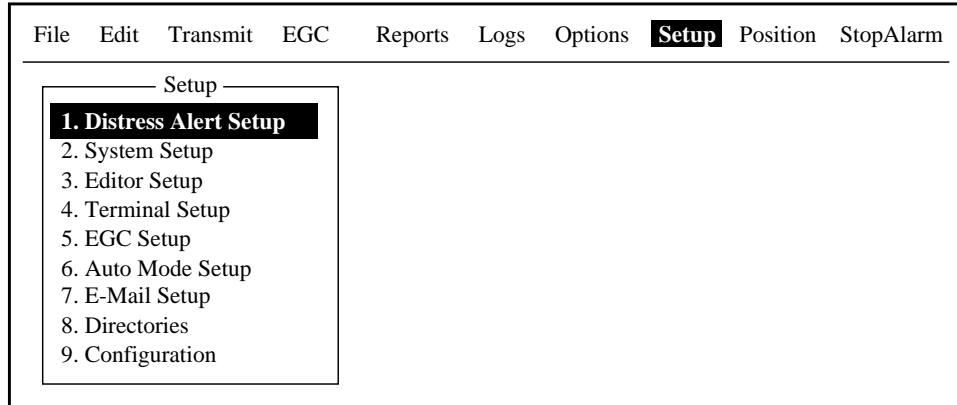 File Edit Transmit EGC Reports Logs Options Setup Position StopAlarm
Setup
1. Distress Alert Setup
2. System Setup
3. Editor Setup
4. Terminal Setup
5. EGC Setup
6. Auto Mode Setup
7. E-Mail Setup
8. Directories
9. Configuration